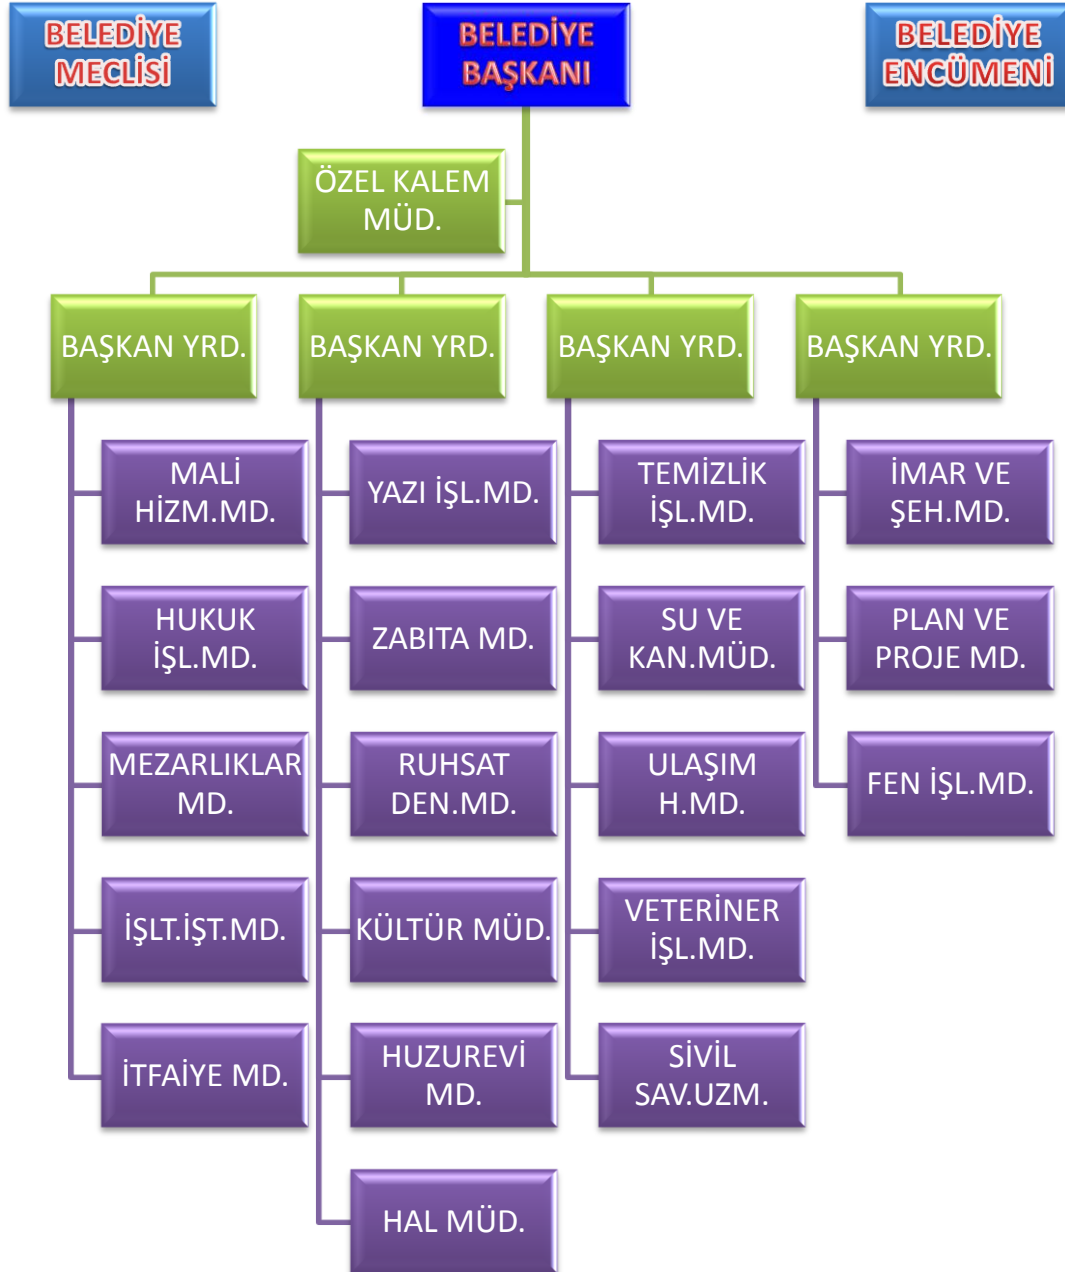 BELEDİYE
MECLİSİ
BELEDİYE
BAŞKANI
BELEDİYE
ENCÜMENİ
ÖZEL KALEM
MÜD.
BAŞKAN YRD.
BAŞKAN YRD.
BAŞKAN YRD.
BAŞKAN YRD.
MALİ
HİZM.MD.
HUKUK
İŞL.MD.
MEZARLIKLAR
MD.
İŞLT.İŞT.MD.
İTFAİYE MD.
YAZI İŞL.MD.
ZABITA MD.
RUHSAT
DEN.MD.
KÜLTÜR MÜD.
HUZUREVİ
MD.
HAL MÜD.
TEMİZLİK
İŞL.MD.
SU VE
KAN.MÜD.
ULAŞIM
H.MD.
VETERİNER
İŞL.MD.
SİVİL
SAV.UZM.
İMAR VE
ŞEH.MD.
PLAN VE
PROJE MD.
FEN İŞL.MD.